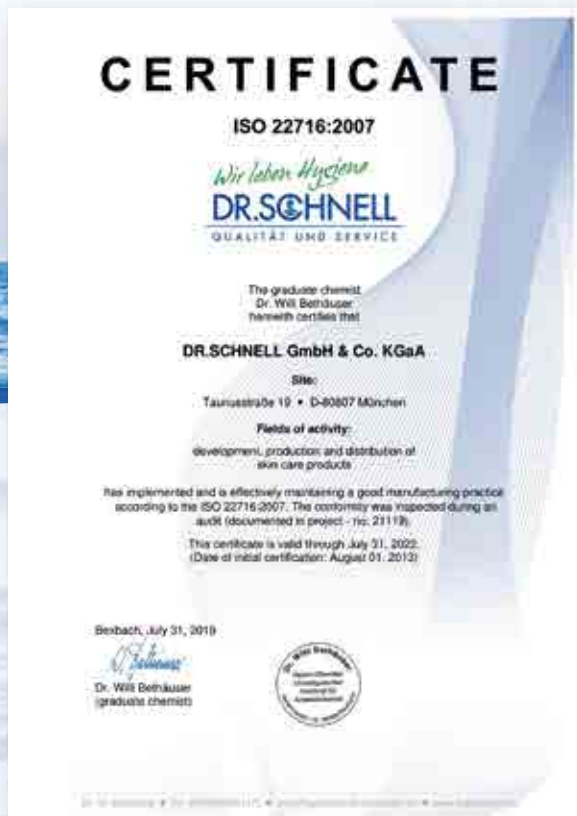 CERTIFICATE
ISO 22716:2007
Wir leben Hygiene
DR.SCHNELL
QUALITÄT UND SERVICE
The graduate chemist
Dr. Willi Bethäuser
herewith certifies that
DR.SCHNELL GmbH & Co. KGaA
Site:
Taunusstraße 19 • D-80807 München
Fields of activity:
development, production and distribution of
skin care products
has implemented and is effectively maintaining a good manufacturing practice
according to the ISO 22716:2007. The conformity was inspected during an
audit (documented in project - no. 21119).
This certificate is valid through July 31, 2022.
(Date of initial certification: August 01, 2013)
Bexbach, July 31, 2019
Dr. Willi Bethäuser
(graduate chemist)
Dr. Willi Bethäuser